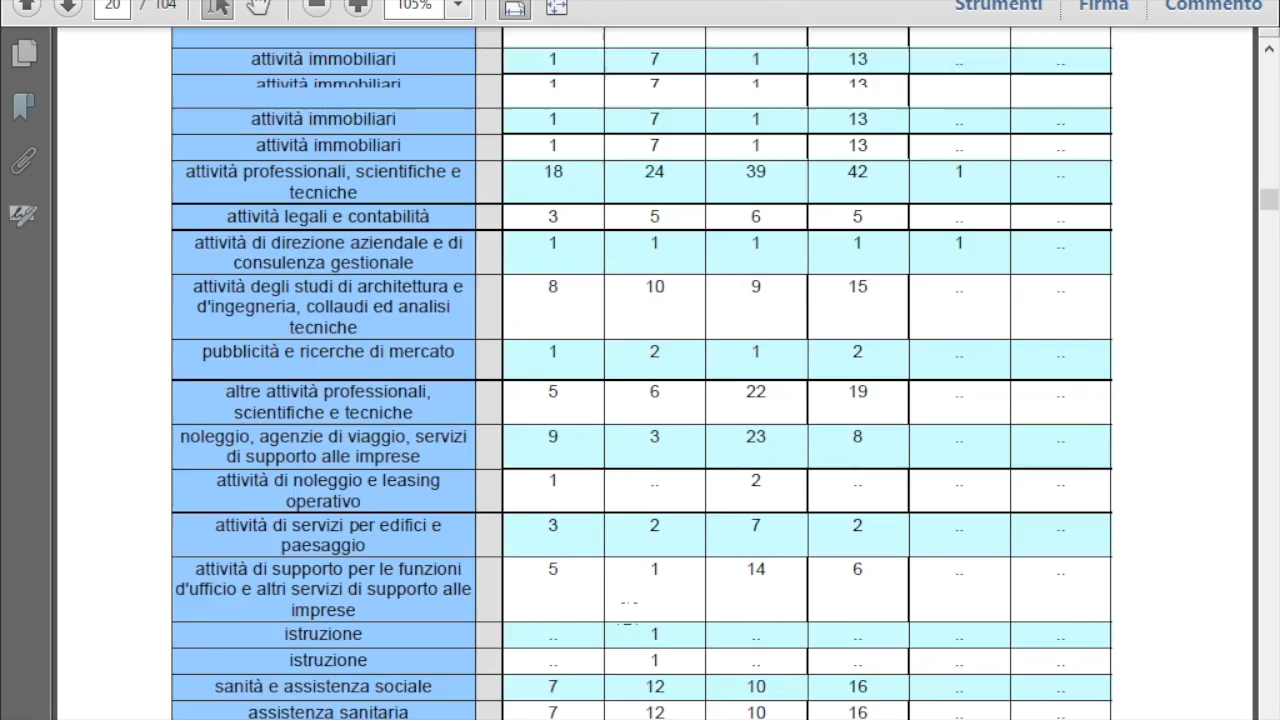 20 / 104 105% Strumenti Firma Commento
attività immobiliari 1 7 1 13 .. ..
attività immobiliari 1 7 1 13
attività immobiliari 1 7 1 13 .. ..
attività immobiliari 1 7 1 13 .. ..
attività professionali, scientifiche e 18 24 39 42 1 ..
tecniche
attività legali e contabilità 3 5 6 5 .. ..
attività di direzione aziendale e di 1 1 1 1 1 ..
consulenza gestionale
attività degli studi di architettura e 8 10 9 15 .. ..
d'ingegneria, collaudi ed analisi
tecniche
pubblicità e ricerche di mercato 1 2 1 2 .. ..
altre attività professionali, 5 6 22 19 .. ..
scientifiche e tecniche
noleggio, agenzie di viaggio, servizi 9 3 23 8 .. ..
di supporto alle imprese
attività di noleggio e leasing 1 .. 2 .. .. ..
operativo
attività di servizi per edifici e 3 2 7 2 .. ..
paesaggio
attività di supporto per le funzioni 5 1 14 6 .. ..
d'ufficio e altri servizi di supporto alle
imprese
istruzione .. 1 .. .. .. ..
istruzione .. 1 .. .. .. ..
sanità e assistenza sociale 7 12 10 16 .. ..
assistenza sanitaria 7 12 10 16 .. ..